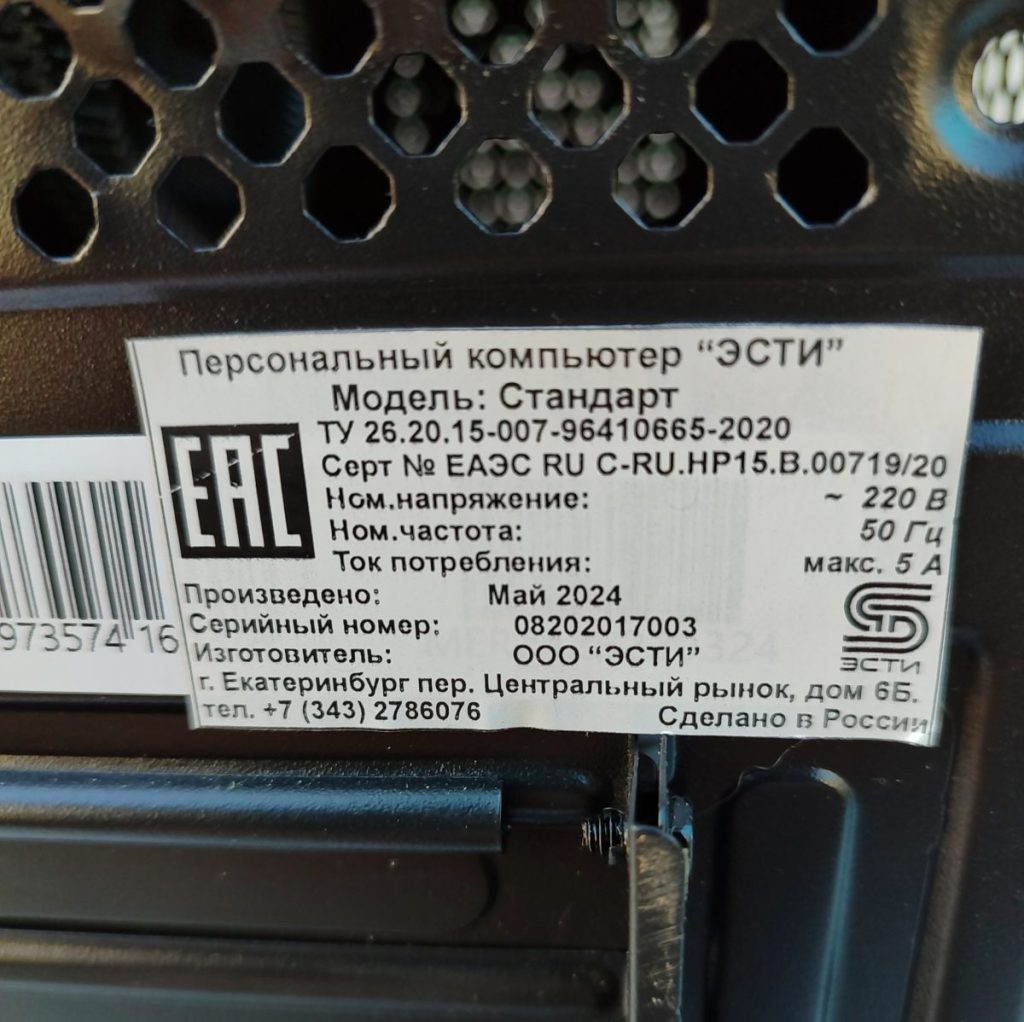 Персональный компьютер “ЭСТИ”
Модель: Стандарт
ТУ 26.20.15-007-96410665-2020
EAC
Серт № ЕАЭС RU C-RU.HP15.B.00719/20
Ном.напряжение: ~ 220 В
Ном.частота: 50 Гц
Ток потребления: макс. 5 А
Произведено: Май 2024
Серийный номер: 08202017003
ЭСТИ
Изготовитель: ООО “ЭСТИ”
г. Екатеринбург пер. Центральный рынок, дом 6Б.
тел. +7 (343) 2786076 Сделано в России
973574 16